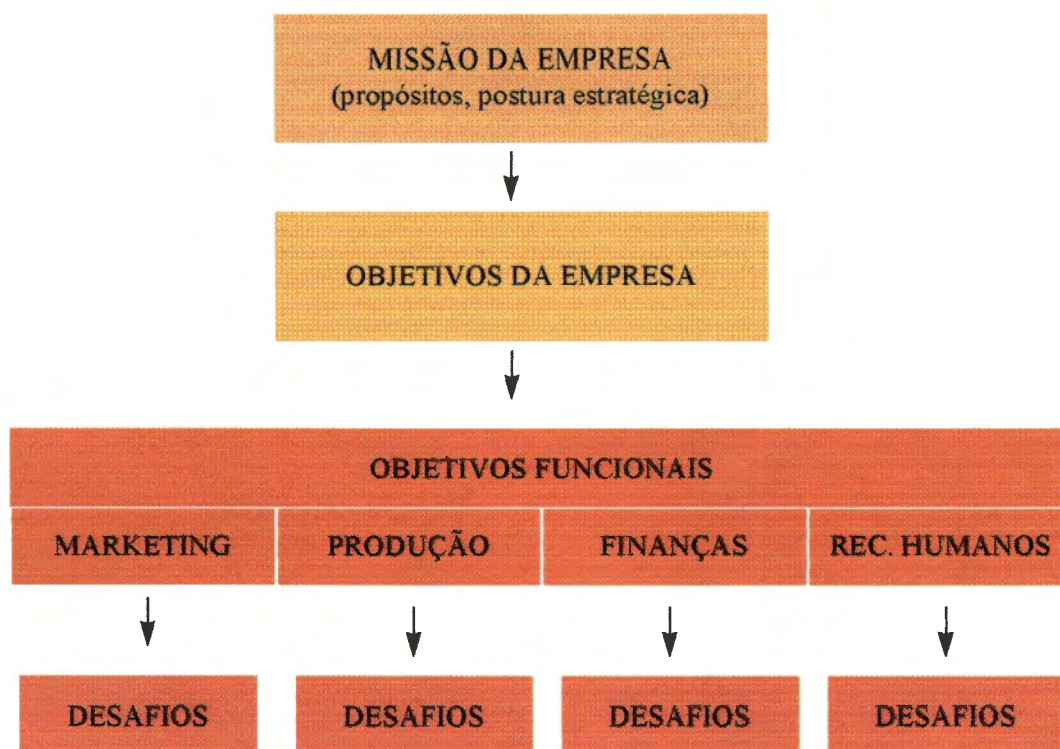 MISSÃO DA EMPRESA
(propósitos, postura estratégica)
OBJETIVOS DA EMPRESA
OBJETIVOS FUNCIONAIS
MARKETING
PRODUÇÃO
FINANÇAS
REC. HUMANOS
DESAFIOS
DESAFIOS
DESAFIOS
DESAFIOS